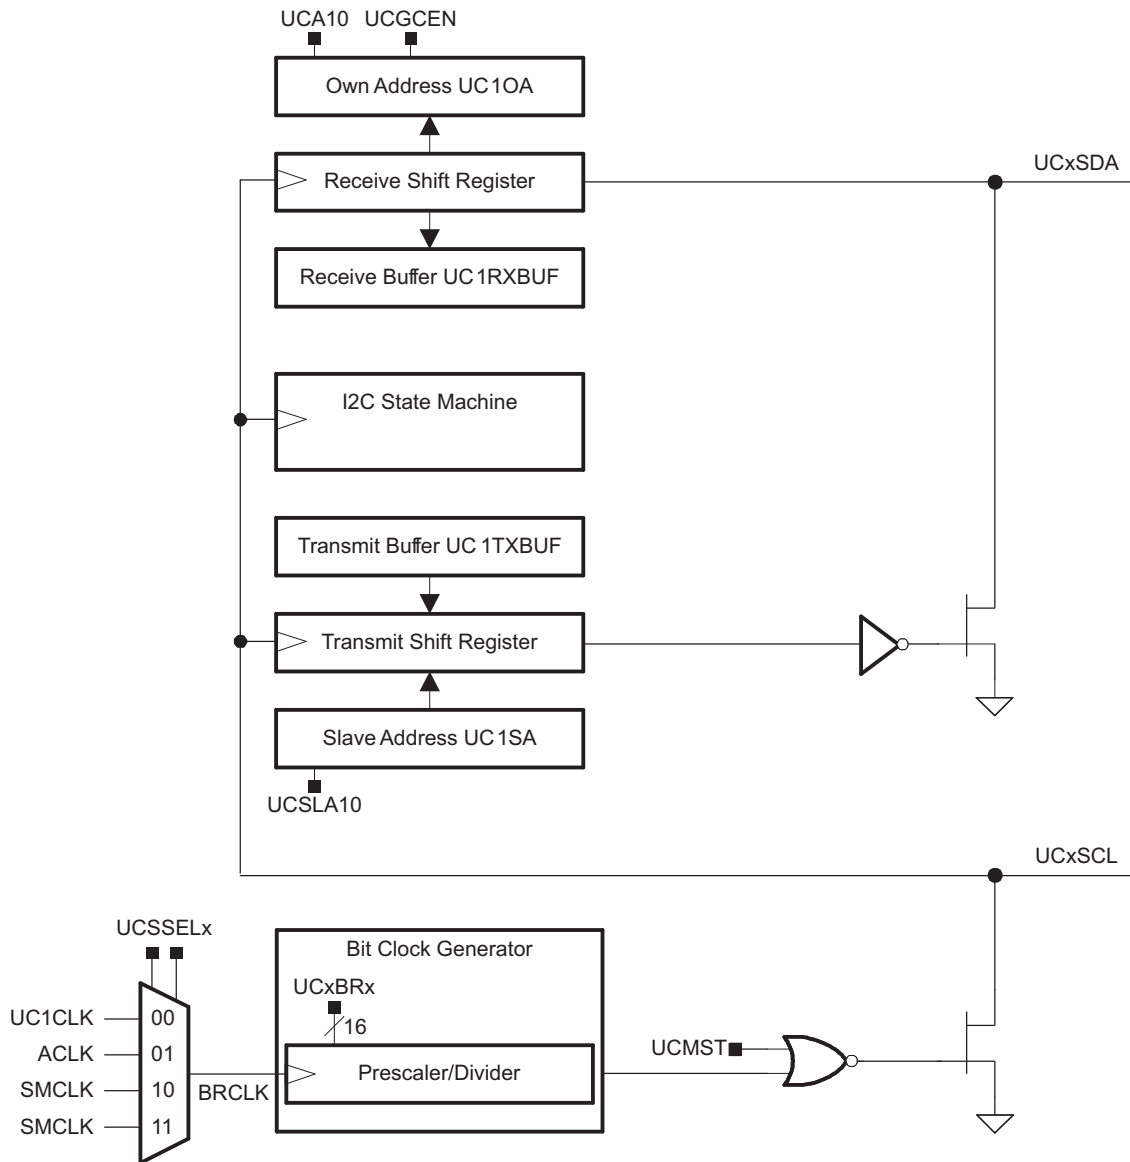 UCA10 UCGCEN
Own Address UC1OA
UCxSDA
Receive Shift Register
Receive Buffer UC1RXBUF
I2C State Machine
Transmit Buffer UC1TXBUF
Transmit Shift Register
Slave Address UC1SA
UCSLA10
UCxSCL
UCSSELx
Bit Clock Generator
UCxBRx
16
UC1CLK 00
ACLK 01
SMCLK 10
SMCLK 11
BRCLK
Prescaler/Divider
UCMST